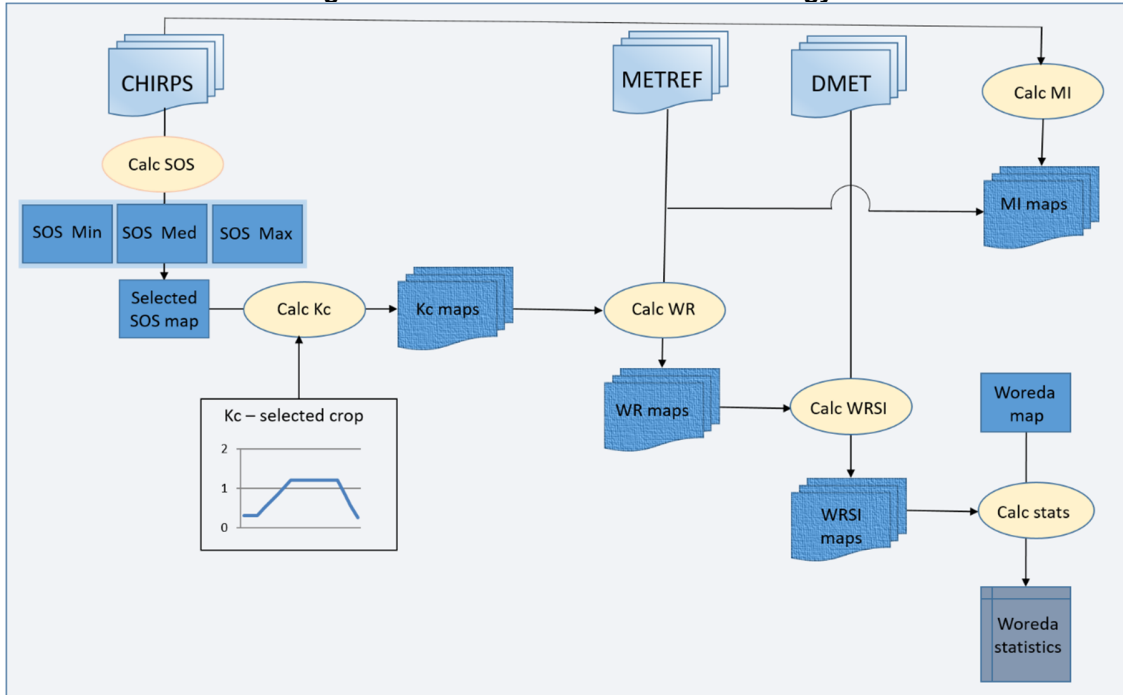 CHIRPS
METREF
DMET
Calc MI
Calc SOS
MI maps
SOS Min
SOS Med
SOS Max
Selected
SOS map
Calc Kc
Kc maps
Calc WR
WR maps
Calc WRSI
Woreda
map
Kc – selected crop
2
1
0
WRSI
maps
Calc stats
Woreda
statistics